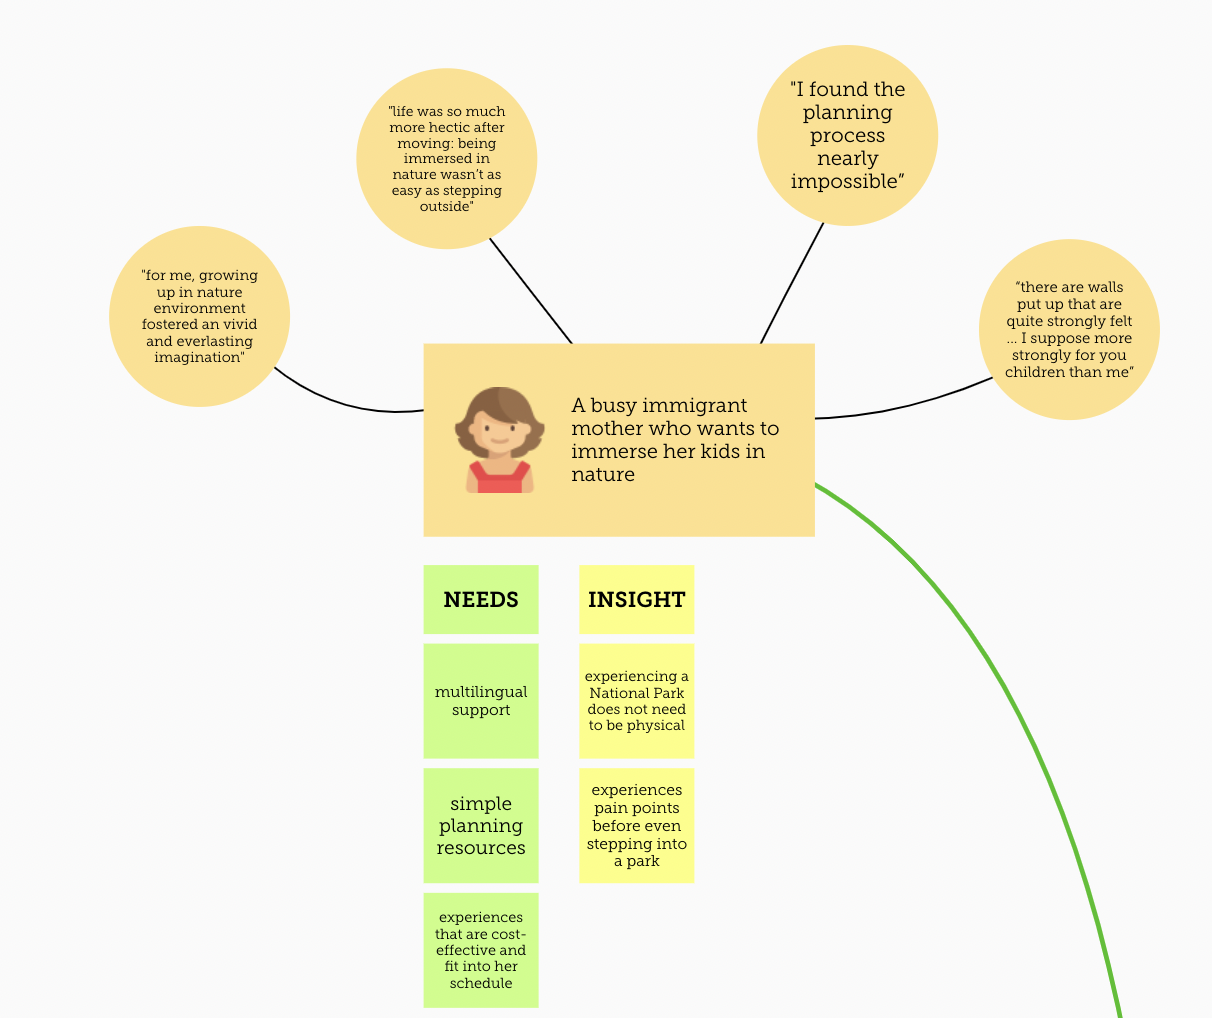 "life was so much
more hectic after
moving: being
immersed in
nature wasn't as
easy as stepping
outside"
"I found the
planning
process
nearly
impossible”
"for me, growing
up in nature
environment
fostered an vivid
and everlasting
imagination"
“there are walls
put up that are
quite strongly felt
... I suppose more
strongly for you
children than me”
A busy immigrant
mother who wants to
immerse her kids in
nature
NEEDS
multilingual
support
simple
planning
resources
experiences
that are cost-
effective and
fit into her
schedule
INSIGHT
experiencing a
National Park
does not need
to be physical
experiences
pain points
before even
stepping into
a park